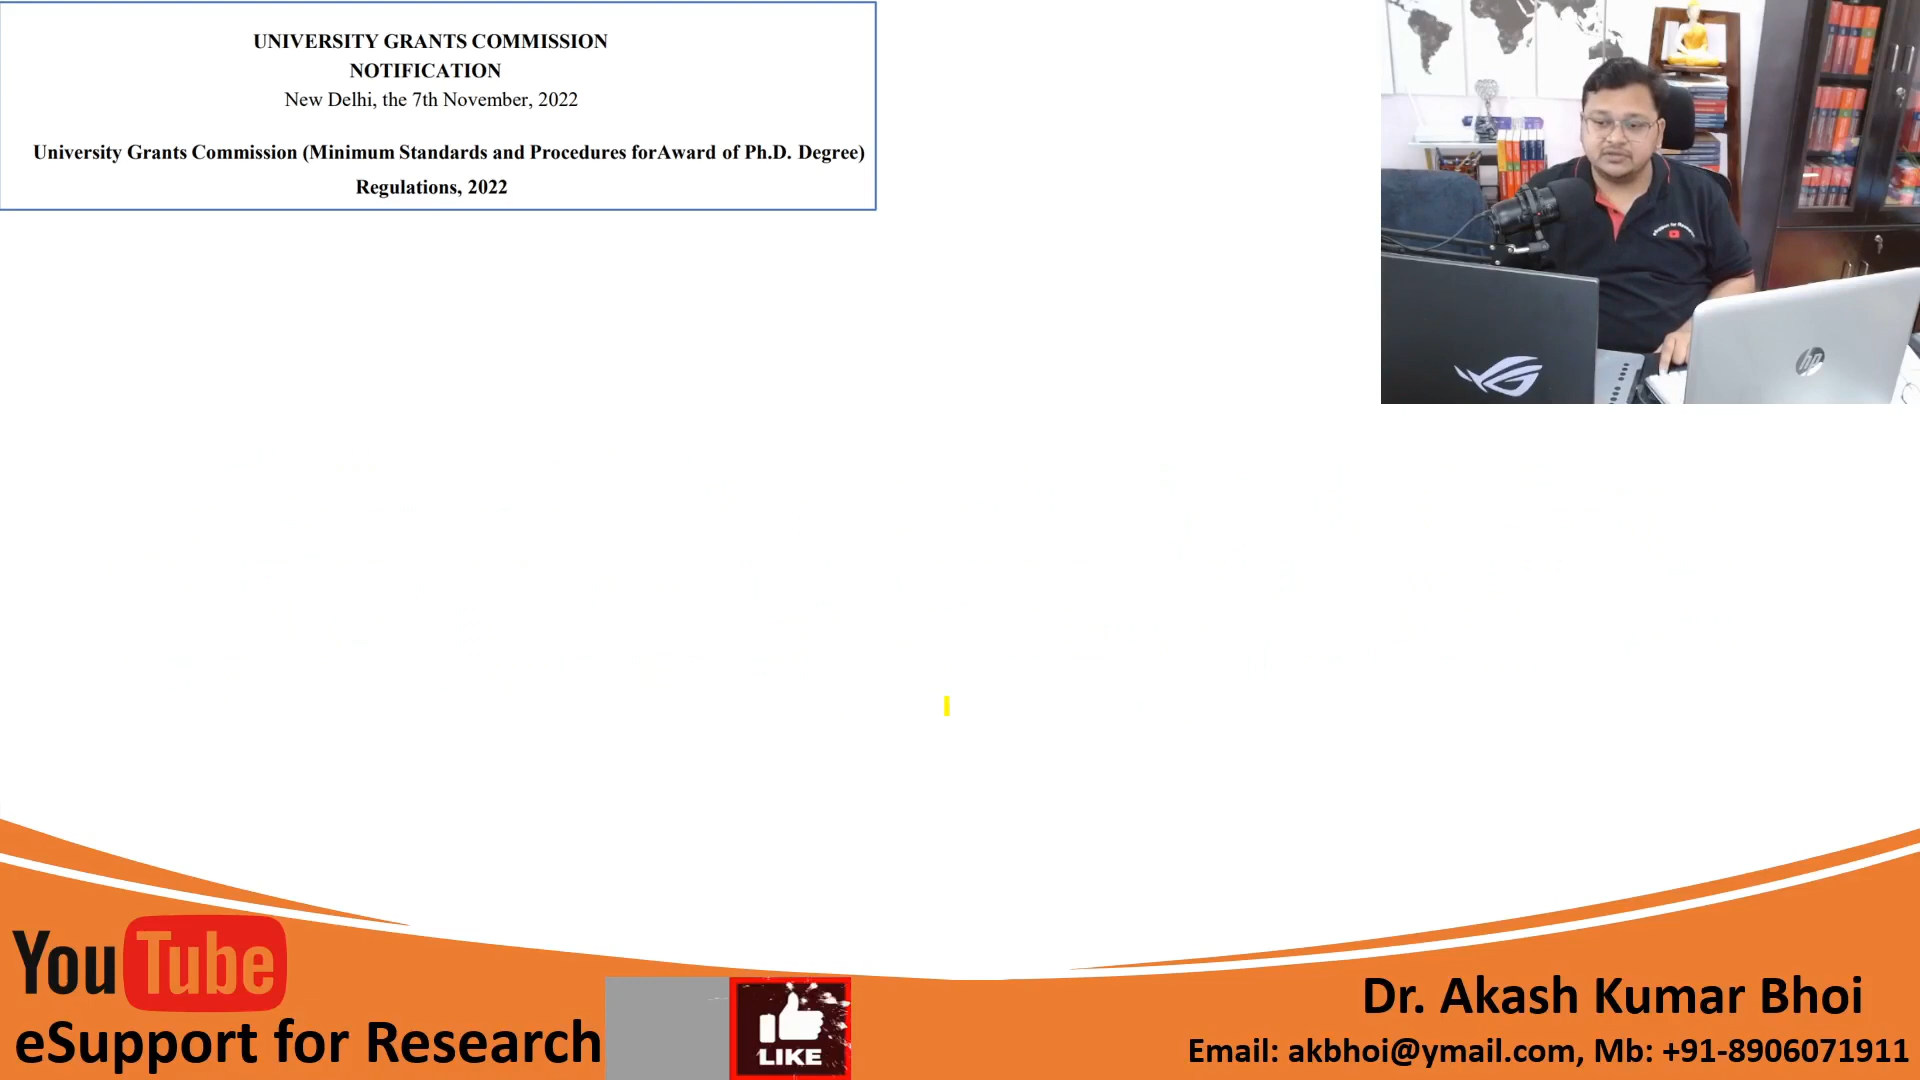 UNIVERSITY GRANTS COMMISSION
NOTIFICATION
New Delhi, the 7th November, 2022
University Grants Commission (Minimum Standards and Procedures forAward of Ph.D. Degree)
Regulations, 2022
hp
YouTube
eSupport for Research
LIKE
Dr. Akash Kumar Bhoi
Email: akbhoi@ymail.com, Mb: +91-8906071911